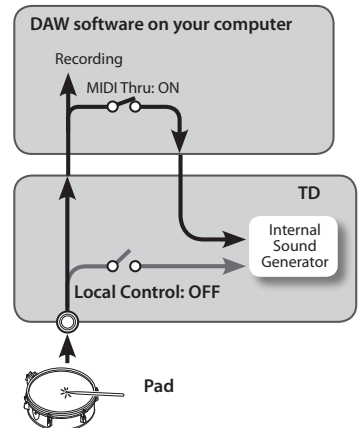 DAW software on your computer
Recording
MIDI Thru: ON
TD
Internal
Sound
Generator
Local Control: OFF
Pad